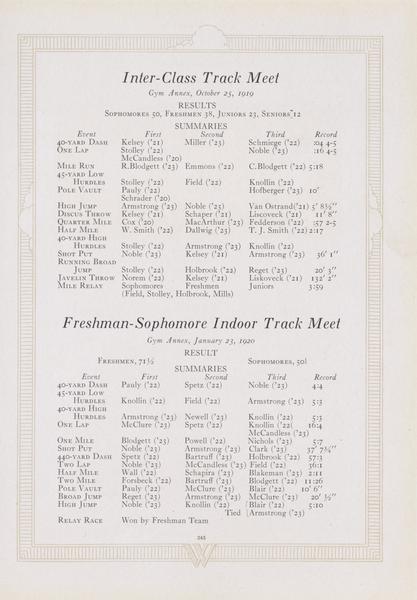 Inter-Class Track Meet
Gym Annex, October 25, 1919
RESULTS
Sophomores 50, Freshmen 38, Juniors 23, Seniors 12
SUMMARIES
Event First Second Third Record
40-yard Dash Kelsey ('21) Miller ('23) Schmiege ('22) :04 4-5
One Lap Stolley ('22) Noble ('23) :16 4-5
McCandless ('20)
Mile Run R.Blodgett ('23) Emmons ('22) C.Blodgett ('22) 5:18
45-yard Low
Hurdles Stolley ('22) Field ('22) Knollin ('22)
Pole Vault Pauly ('22) Hofberger ('23) 10'
Schrader ('20)
High Jump Armstrong ('23) Noble ('23) Van Ostrand('21) 5' 8½"
Discus Throw Kelsey ('21) Schaper ('21) Liscoveck ('21) 11' 8"
Quarter Mile Cox ('20) MacArthur ('23) Fedderson ('22) :57 2-5
Half Mile W. Smith ('22) Dallwig ('23) T. J. Smith ('22) 2:17
40-yard High
Hurdles Stolley ('22) Armstrong ('23) Knollin ('22)
Shot Put Noble ('23) Kelsey ('21) Armstrong ('23) 36' 1"
Running Broad
Jump Stolley ('22) Holbrook ('22) Reget ('23) 20' 3"
Javelin Throw Norem ('22) Kelsey ('21) Liskoveck ('21) 132' 2"
Mile Relay Sophomores Freshmen Juniors 3:59
(Field, Stolley, Holbrook, Mills)
Freshman-Sophomore Indoor Track Meet
Gym Annex, January 23, 1920
RESULT
Freshmen, 71½ Sophomores, 50½
SUMMARIES
Event First Second Third Record
40-yard Dash Pauly ('22) Spetz ('22) Noble ('23) 4:4
45-yard Low
Hurdles Knollin ('22) Field ('22) Armstrong ('23) 5:3
40-yard High
Hurdles Armstrong ('23) Newell ('23) Knollin ('22) 5:3
One Lap McClure ('23) Spetz ('22) Knollin ('22) 16:4
McCandless ('23)
One Mile Blodgett ('23) Powell ('22) Nichols ('23) 5:7
Shot Put Noble ('23) Armstrong ('23) Clark ('23) 37' 7¼"
440-yard Dash Spetz ('22) Bartruff ('23) Holbrook ('22) 57:3
Two Lap Noble ('23) McCandless ('23) Field ('22) 36:1
Half Mile Wall ('22) Schapira ('23) Blakeman ('23) 2:11
Two Mile Forsbeck ('22) Bartruff ('23) Blodgett ('22) 11:26
Pole Vault Pauly ('22) McClure ('23) Blair ('22) 10' 6"
Broad Jump Reget ('23) Armstrong ('23) McClure ('23) 20' ½"
High Jump Noble ('23) Knollin ('22) Blair ('22) 5:10
Tied Armstrong ('23)
Relay Race Won by Freshman Team
W